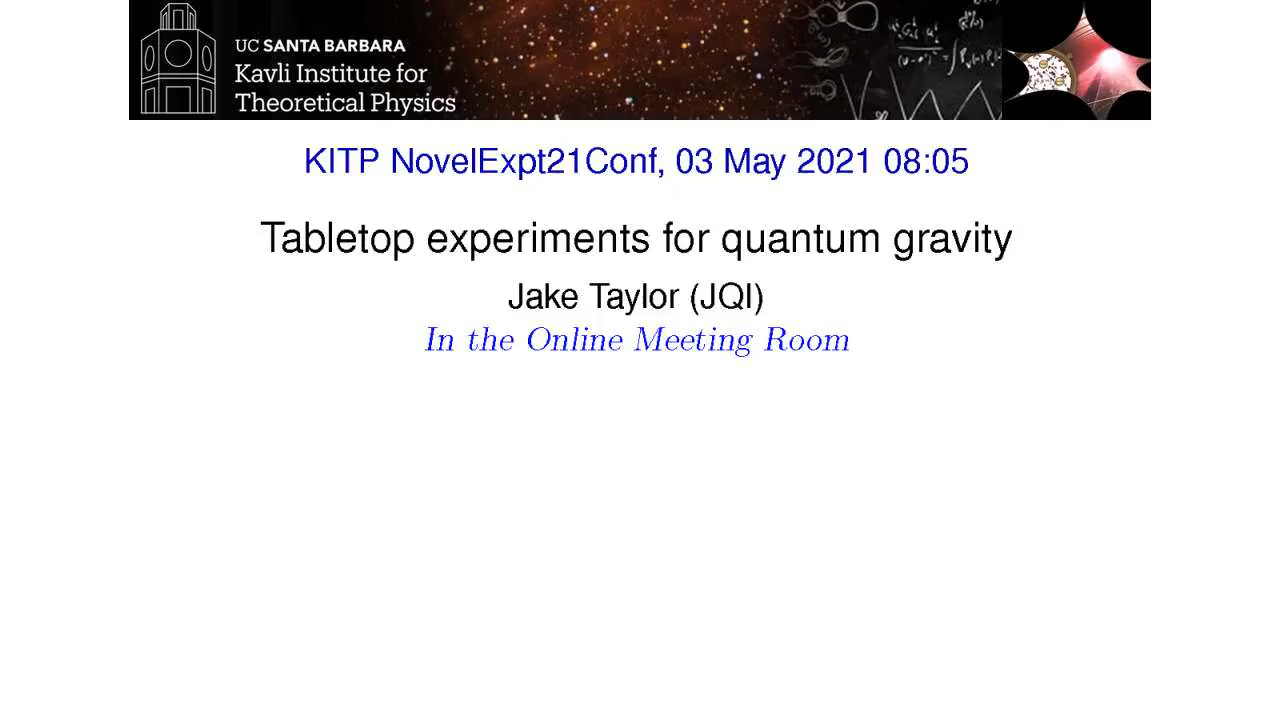 UC SANTA BARBARA
Kavli Institute for
Theoretical Physics
KITP NovelExpt21Conf, 03 May 2021 08:05
Tabletop experiments for quantum gravity
Jake Taylor (JQI)
In the Online Meeting Room